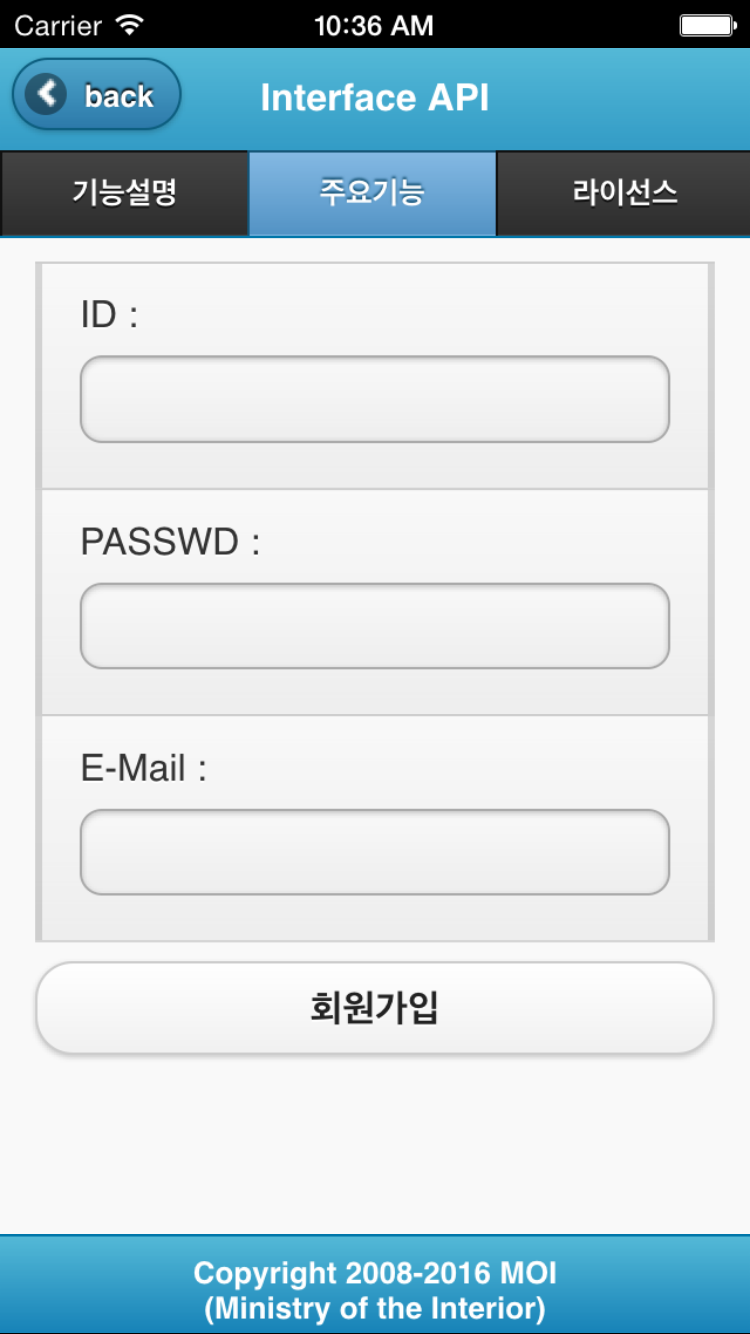 Carrier 10:36 AM
back Interface API
기능설명 주요기능 라이선스
ID :
PASSWD :
E-Mail :
회원가입
Copyright 2008-2016 MOI
(Ministry of the Interior)